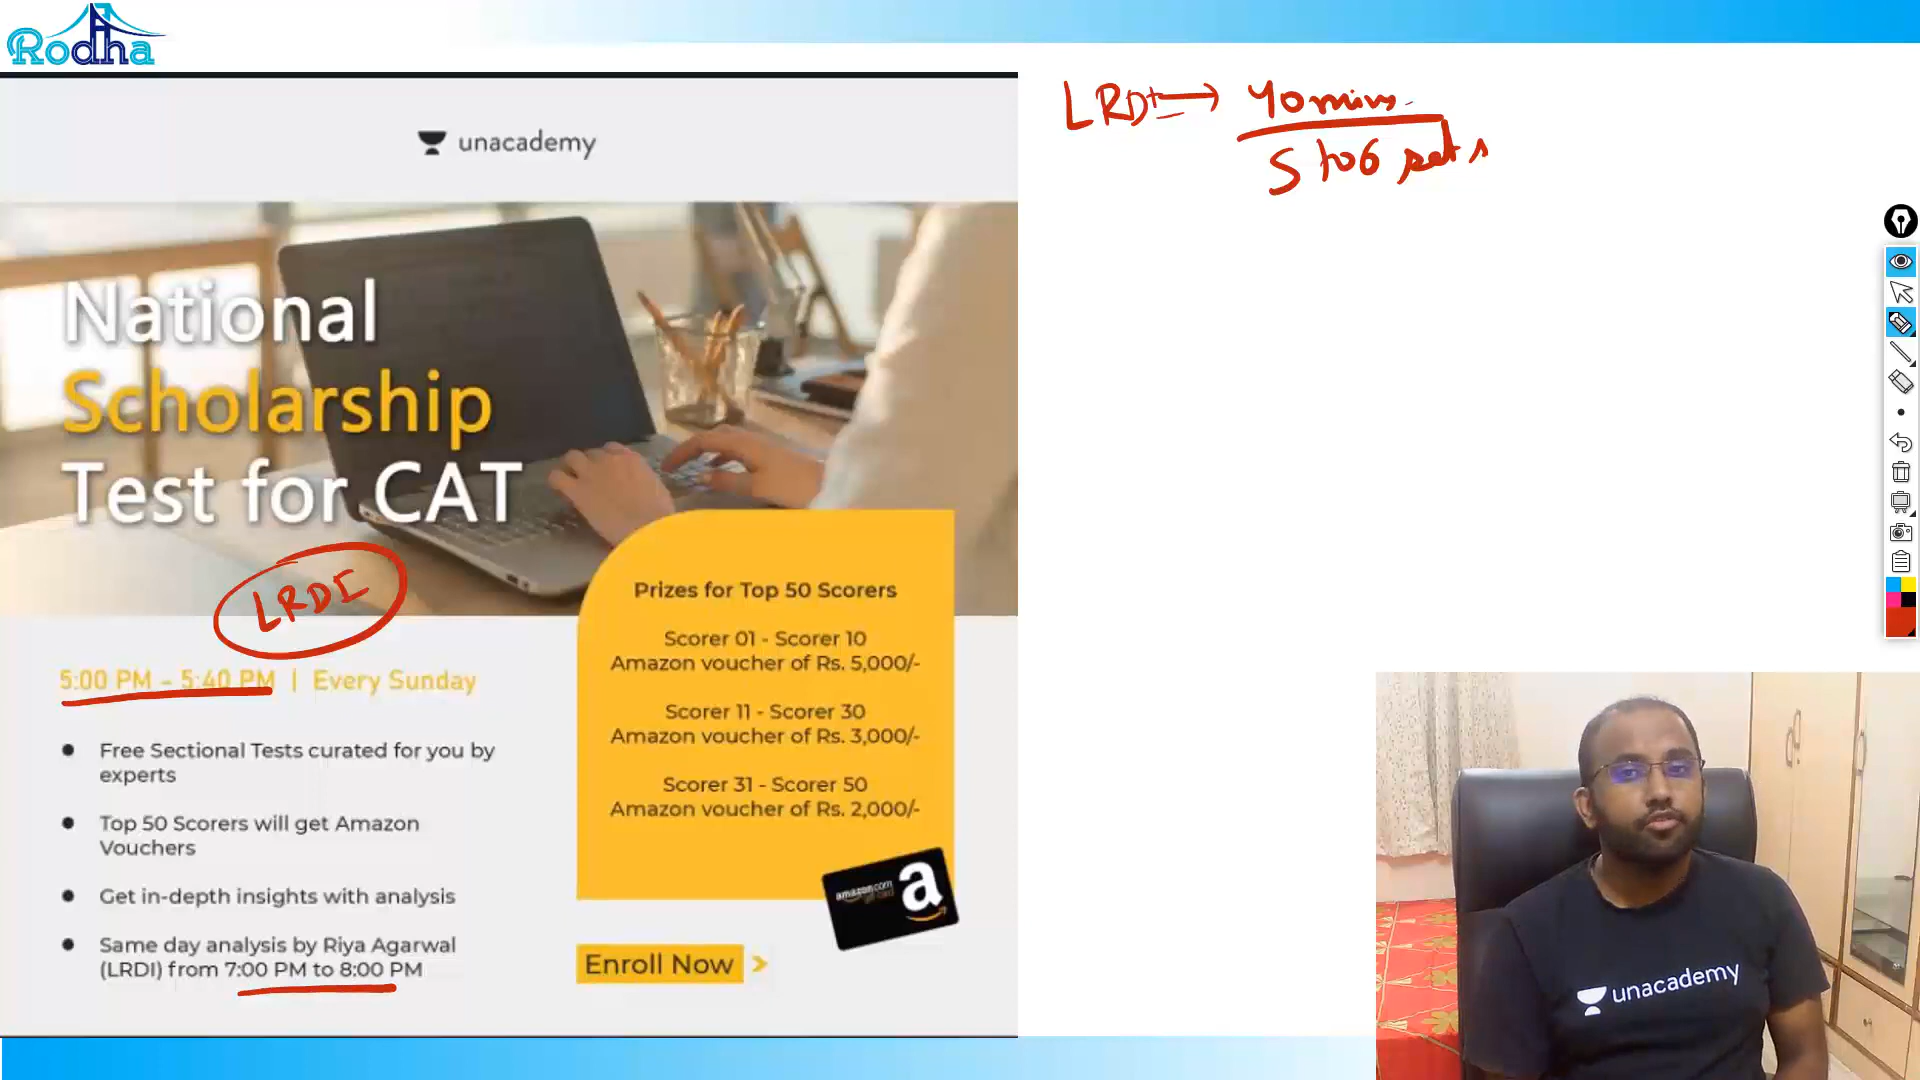 Rodha
unacademy
National
Scholarship
Test for CAT
LRDI
5:00 PM - 5:40 PM | Every Sunday
● Free Sectional Tests curated for you by
experts
● Top 50 Scorers will get Amazon
Vouchers
● Get in-depth insights with analysis
● Same day analysis by Riya Agarwal
(LRDI) from 7:00 PM to 8:00 PM
Prizes for Top 50 Scorers
Scorer 01 - Scorer 10
Amazon voucher of Rs. 5,000/-
Scorer 11 - Scorer 30
Amazon voucher of Rs. 3,000/-
Scorer 31 - Scorer 50
Amazon voucher of Rs. 2,000/-
amazon.com
a
Enroll Now >
LRDI → 40 mins.
5 to 6 sets
unacademy